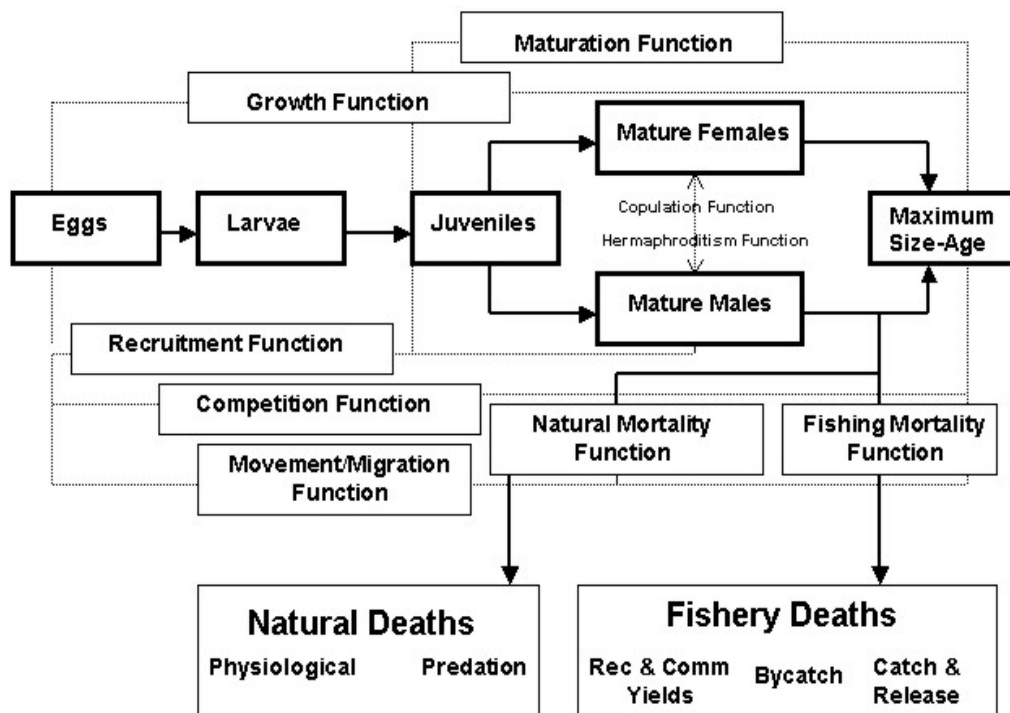 Maturation Function
Growth Function
Mature Females
Eggs
Larvae
Juveniles
Copulation Function
Hermaphroditism Function
Maximum
Size-Age
Mature Males
Recruitment Function
Competition Function
Natural Mortality
Function
Fishing Mortality
Function
Movement/Migration
Function
Natural Deaths
Physiological
Predation
Fishery Deaths
Rec & Comm
Yields
Bycatch
Catch &
Release